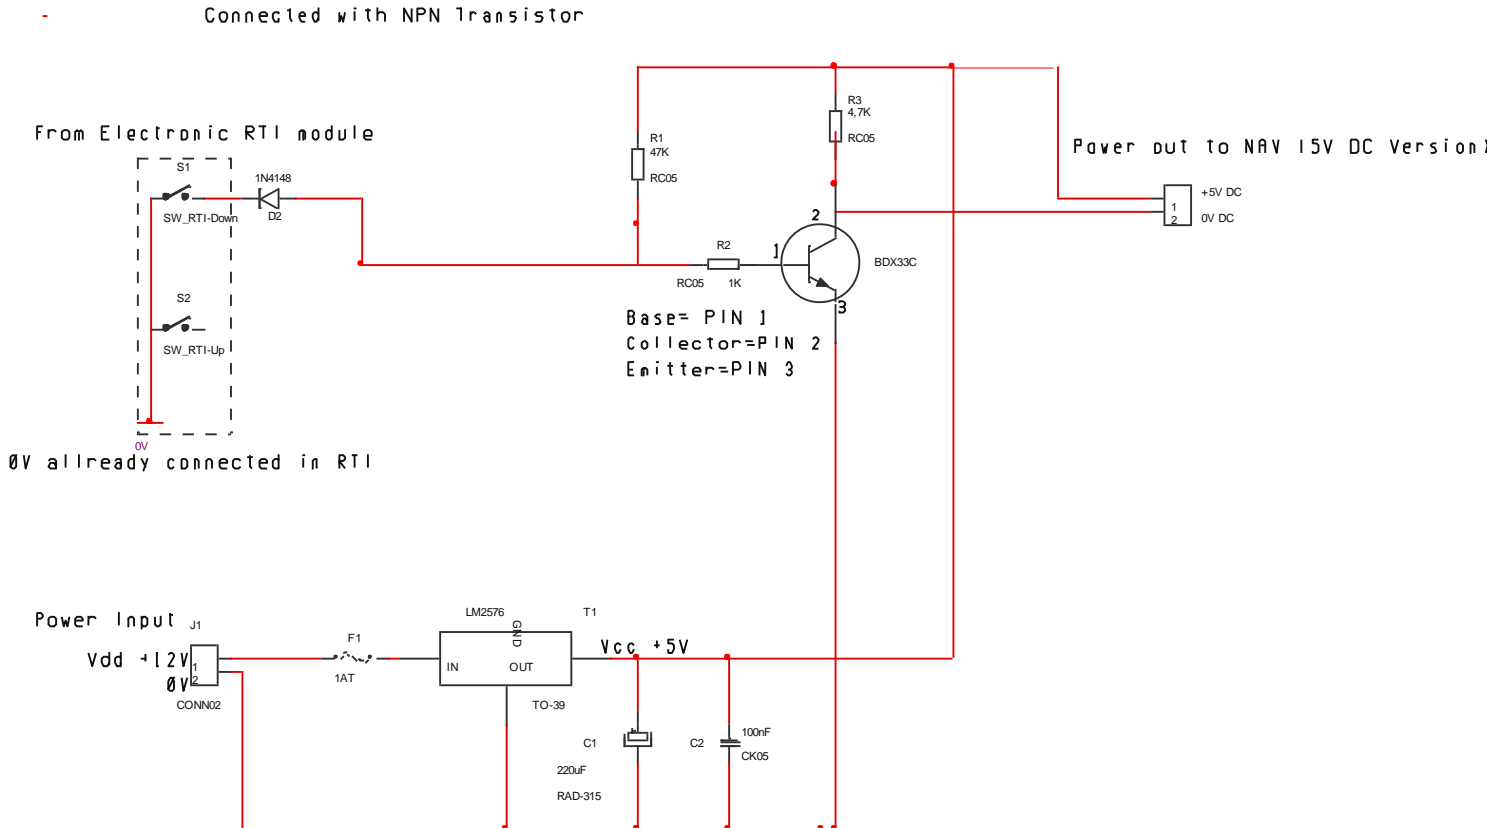 Connected with NPN Transistor
From Electronic RTI module
S1
SW_RTI-Down
1N4148
D2
S2
SW_RTI-Up
0V
0V allready connected in RTI
R1
47K
RC05
R3
4,7K
RC05
R2
RC05 1K
1
2
3
BDX33C
Base= PIN 1
Collector=PIN 2
Emitter=PIN 3
Power out to NAV (5V DC Version)
1
2
+5V DC
0V DC
Power Input
J1
Vdd +12V
0V
1
2
CONN02
F1
1AT
LM2576
T1
GND
IN
OUT
TO-39
Vcc +5V
C1
220uF
RAD-315
C2
100nF
CK05